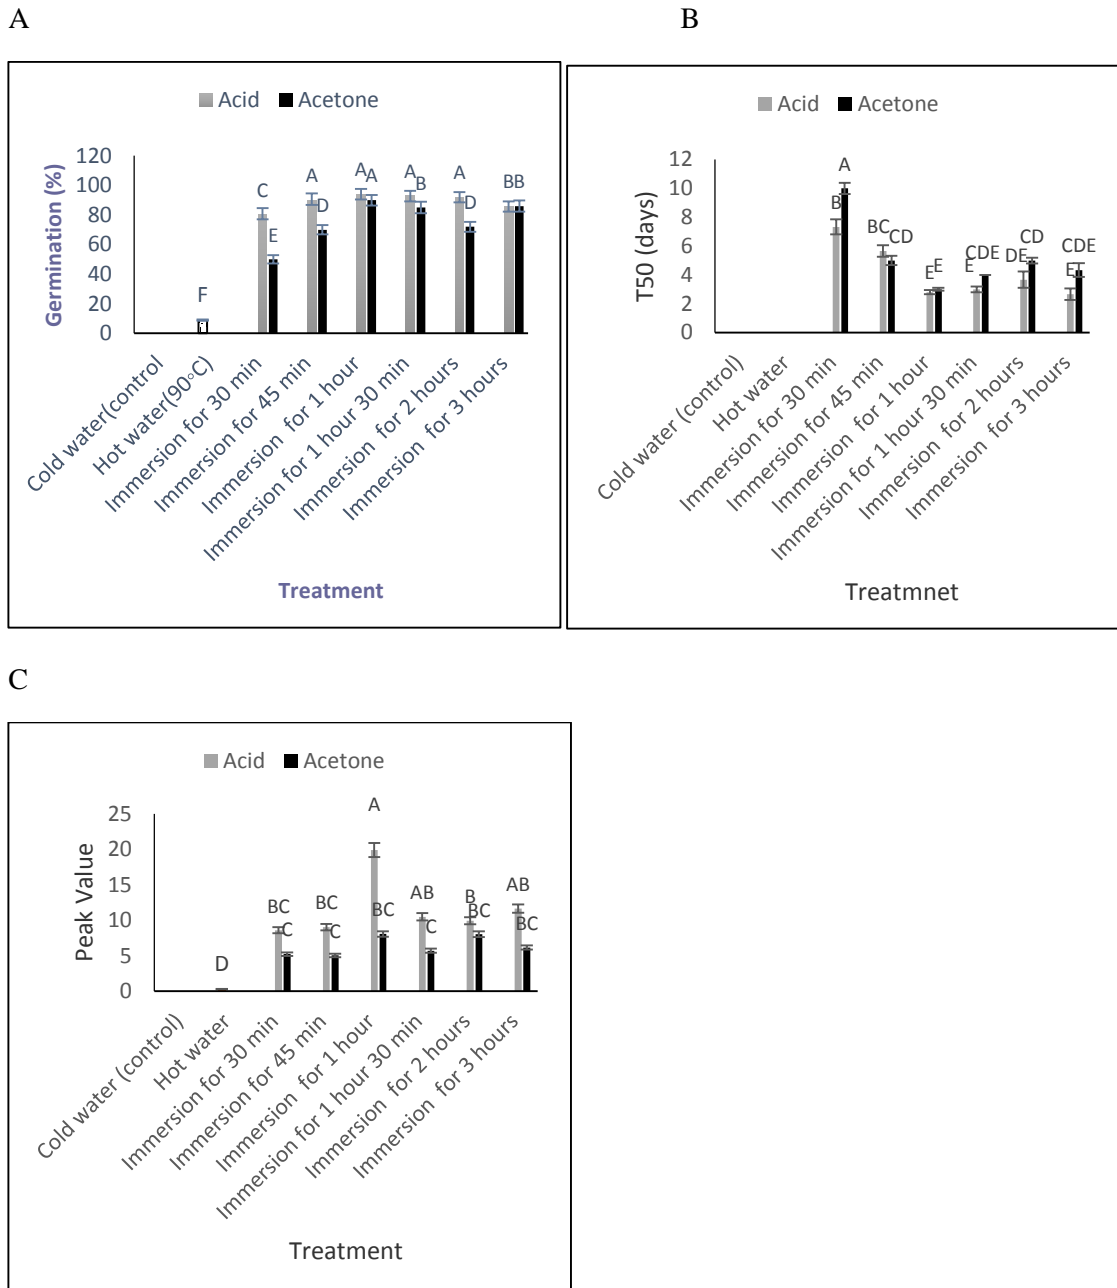 A
B
Acid Acetone
Germination (%)
120
100
80
60
40
20
0
F
C
E
A
D
A
A
A
B
A
D
B
B
Cold water(control)
Hot water(90°C)
Immersion for 30 min
Immersion for 45 min
Immersion for 1 hour
Immersion for 1 hour 30 min
Immersion for 2 hours
Immersion for 3 hours
Treatment
Acid Acetone
T50 (days)
12
10
8
6
4
2
0
B
A
BC
CD
E
E
E
CDE
DE
CD
E
CDE
Cold water (control)
Hot water
Immersion for 30 min
Immersion for 45 min
Immersion for 1 hour
Immersion for 1 hour 30 min
Immersion for 2 hours
Immersion for 3 hours
Treatmnet
C
Acid Acetone
Peak Value
25
20
15
10
5
0
D
BC
C
BC
C
A
BC
AB
C
B
BC
AB
BC
Cold water (control)
Hot water
Immersion for 30 min
Immersion for 45 min
Immersion for 1 hour
Immersion for 1 hour 30 min
Immersion for 2 hours
Immersion for 3 hours
Treatment